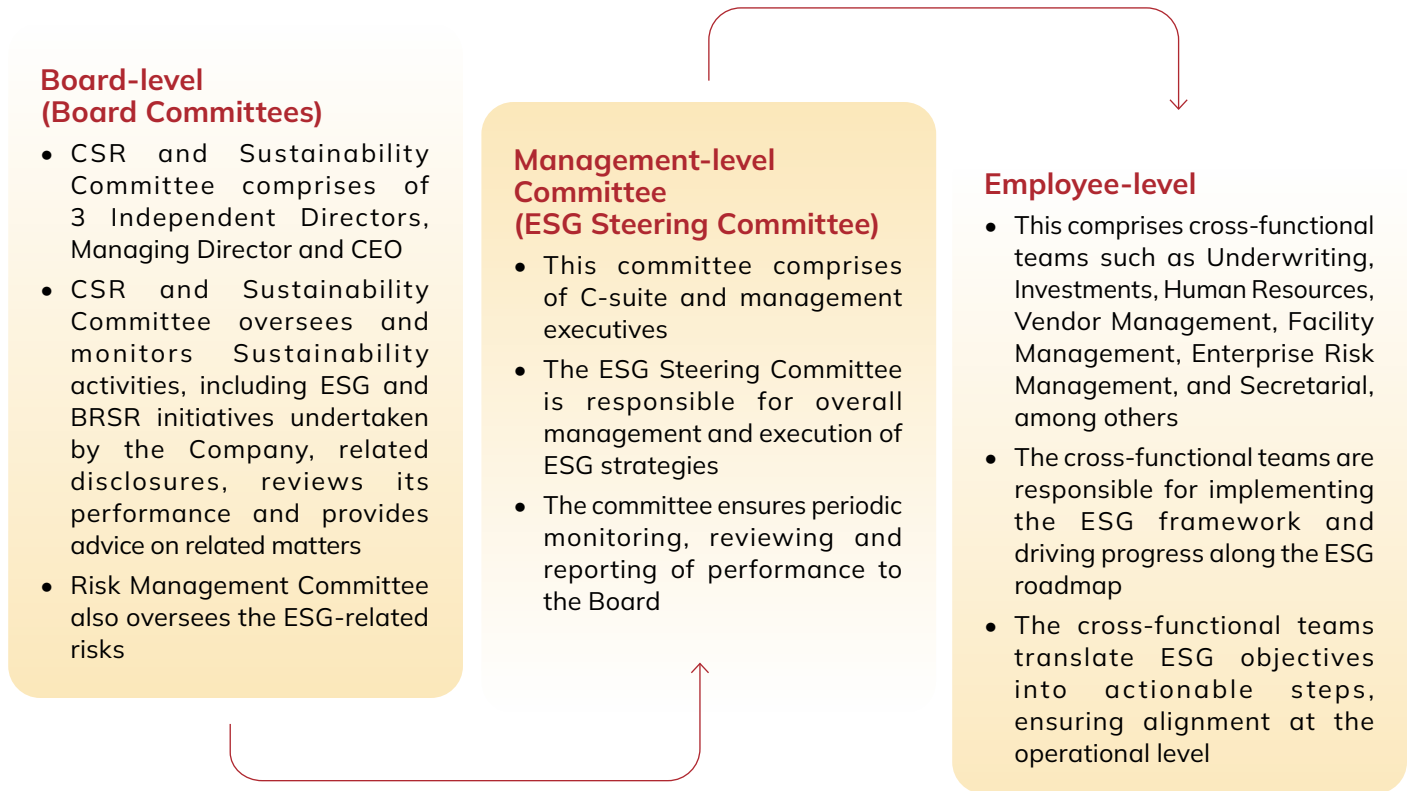 Board-level
(Board Committees)
• CSR and Sustainability
Committee comprises of
3 Independent Directors,
Managing Director and CEO
• CSR and Sustainability
Committee oversees and
monitors Sustainability
activities, including ESG and
BRSR initiatives undertaken
by the Company, related
disclosures, reviews its
performance and provides
advice on related matters
• Risk Management Committee
also oversees the ESG-related
risks
Management-level
Committee
(ESG Steering Committee)
• This committee comprises
of C-suite and management
executives
• The ESG Steering Committee
is responsible for overall
management and execution of
ESG strategies
• The committee ensures periodic
monitoring, reviewing and
reporting of performance to
the Board
Employee-level
• This comprises cross-functional
teams such as Underwriting,
Investments, Human Resources,
Vendor Management, Facility
Management, Enterprise Risk
Management, and Secretarial,
among others
• The cross-functional teams are
responsible for implementing
the ESG framework and
driving progress along the ESG
roadmap
• The cross-functional teams
translate ESG objectives
into actionable steps,
ensuring alignment at the
operational level